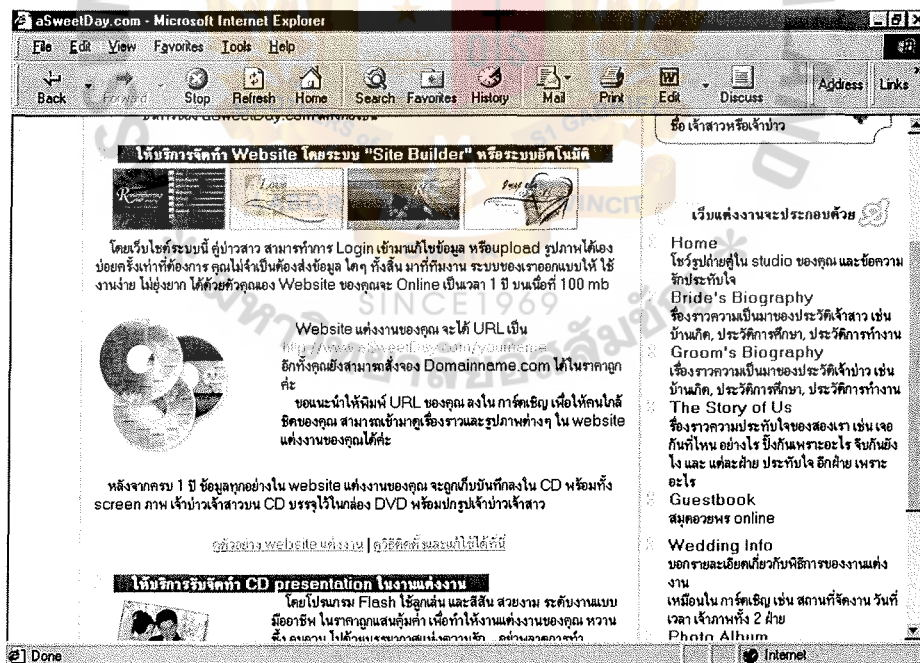 aSweetDay.com - Microsoft Internet Explorer
File Edit View Favorites Tools Help
Back Forward Stop Refresh Home Search Favorites History Mail Print Edit Discuss Address Links
ให้บริการจัดทำ Website โดยระบบ "Site Builder" หรือระบบอัตโนมัติ
โดยเว็บไซต์ระบบนี้ คู่บ่าวสาว สามารถทำการ Login เข้ามาแก้ไขข้อมูล หรือupload รูปภาพได้เอง
บ่อยครั้งเท่าที่ต้องการ คุณไม่จำเป็นต้องส่งข้อมูล ใดๆ ทั้งสิ้น มาที่ทีมงาน ระบบของเราออกแบบให้ ใช้
งานง่าย ไม่ยุ่งยาก ได้ด้วยตัวคุณเอง Website ของคุณจะ Online เป็นเวลา 1 ปี บนเนื้อที่ 100 mb
Website แต่งงานของคุณ จะได้ URL เป็น
http://www.aSweetDay.com/yourname
อีกทั้งคุณยังสามารถสั่งจอง Domainname.com ได้ในราคาถูก
ค่ะ
ขอแนะนำให้พิมพ์ URL ของคุณ ลงใน การ์ดเชิญ เพื่อให้คนใกล้
ชิดของคุณ สามารถเข้ามาดูเรื่องราวและรูปภาพต่างๆ ใน website
แต่งงานของคุณได้ค่ะ
หลังจากครบ 1 ปี ข้อมูลทุกอย่างใน website แต่งงานของคุณ จะถูกเก็บบันทึกลงใน CD พร้อมทั้ง
screen ภาพ เจ้าบ่าวเจ้าสาวบน CD บรรจุไว้ในกล่อง DVD พร้อมปกรูปเจ้าบ่าวเจ้าสาว
ดูตัวอย่าง website แต่งงาน | ดูวิธีติดตั้งและแก้ไขได้ที่นี่
ให้บริการรับจัดทำ CD presentation ในงานแต่งงาน
โดยโปรแกรม Flash ใช้ลูกเล่น และสีสัน สวยงาม ระดับงานแบบ
มืออาชีพ ในราคาถูกแสนคุ้มค่า เพื่อทำให้งานแต่งงานของคุณ หวาน
ชื่อ เจ้าสาวหรือเจ้าบ่าว
เว็บแต่งงานจะประกอบด้วย
Home
โชว์รูปถ่ายคู่ใน studio ของคุณ และข้อความ
รักประทับใจ
Bride's Biography
เรื่องราวความเป็นมาของประวัติเจ้าสาว เช่น
บ้านเกิด, ประวัติการศึกษา, ประวัติการทำงาน
Groom's Biography
เรื่องราวความเป็นมาของประวัติเจ้าบ่าว เช่น
บ้านเกิด, ประวัติการศึกษา, ประวัติการทำงาน
The Story of Us
เรื่องราวความประทับใจของสองเรา เช่น เจอ
กันที่ไหน อย่างไร ปิ๊งกันเพราะอะไร จีบกันยัง
ไง และ แต่ละฝ่าย ประทับใจ อีกฝ่าย เพราะ
อะไร
Guestbook
สมุดอวยพร online
Wedding Info
บอกรายละเอียดเกี่ยวกับพิธีการของงานแต่ง
งาน
เหมือนใน การ์ดเชิญ เช่น สถานที่จัดงาน วันที่
เวลา เจ้าภาพทั้ง 2 ฝ่าย
Photo Album
Done
Internet
SINCE1969